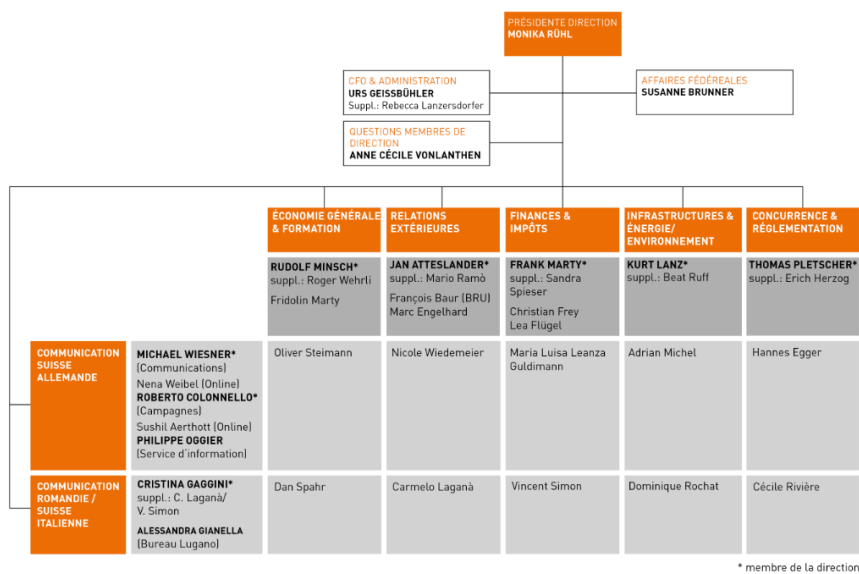 PRÉSIDENTE DIRECTION
MONIKA RÜHL
CFO & ADMINISTRATION
URS GEISSBÜHLER
Suppl.: Rebecca Lanzersdorfer
AFFAIRES FÉDÉREALES
SUSANNE BRUNNER
QUESTIONS MEMBRES DE
DIRECTION
ANNE CÉCILE VONLANTHEN
ÉCONOMIE GÉNÉRALE
& FORMATION
RELATIONS
EXTÉRIEURES
FINANCES &
IMPÔTS
INFRASTRUCTURES &
ÉNERGIE/
ENVIRONNEMENT
CONCURRENCE &
RÉGLEMENTATION
RUDOLF MINSCH*
suppl.: Roger Wehrli
Fridolin Marty
JAN ATTESLANDER*
suppl.: Mario Ramò
François Baur (BRU)
Marc Engelhard
FRANK MARTY*
suppl.: Sandra
Spieser
Christian Frey
Lea Flügel
KURT LANZ*
suppl.: Beat Ruff
THOMAS PLETSCHER*
suppl.: Erich Herzog
COMMUNICATION
SUISSE
ALLEMANDE
MICHAEL WIESNER*
(Communications)
Nena Weibel (Online)
ROBERTO COLONNELLO*
(Campagnes)
Sushil Aerthott (Online)
PHILIPPE OGGIER
(Service d'information)
Oliver Steimann
Nicole Wiedemeier
Maria Luisa Leanza
Guldimann
Adrian Michel
Hannes Egger
COMMUNICATION
ROMANDIE /
SUISSE
ITALIENNE
CRISTINA GAGGINI*
suppl.: C. Laganà/
V. Simon
ALESSANDRA GIANELLA
(Bureau Lugano)
Dan Spahr
Carmelo Laganà
Vincent Simon
Dominique Rochat
Cécile Rivière
* membre de la direction